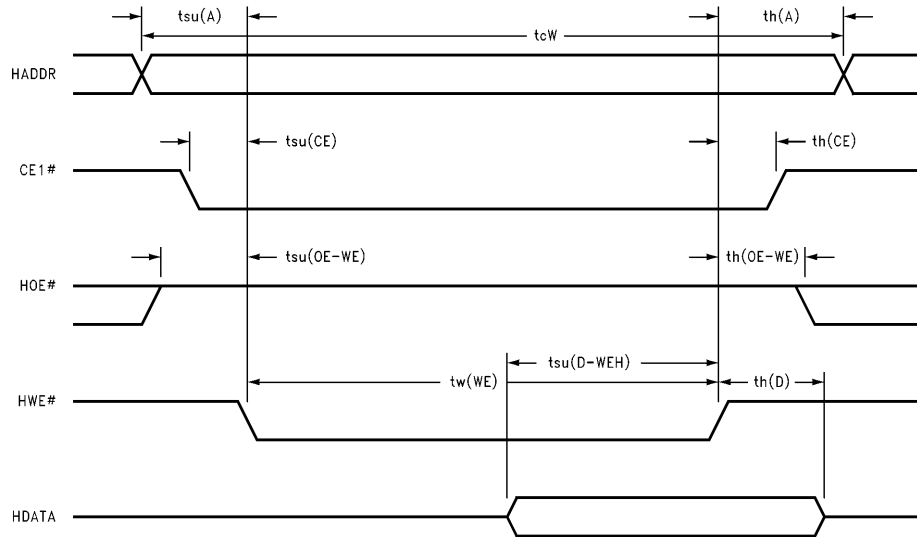 tsu(A)
th(A)
tcW
HADDR
tsu(CE)
th(CE)
CE1#
tsu(OE-WE)
th(OE-WE)
HOE#
tsu(D-WEH)
tw(WE)
th(D)
HWE#
HDATA